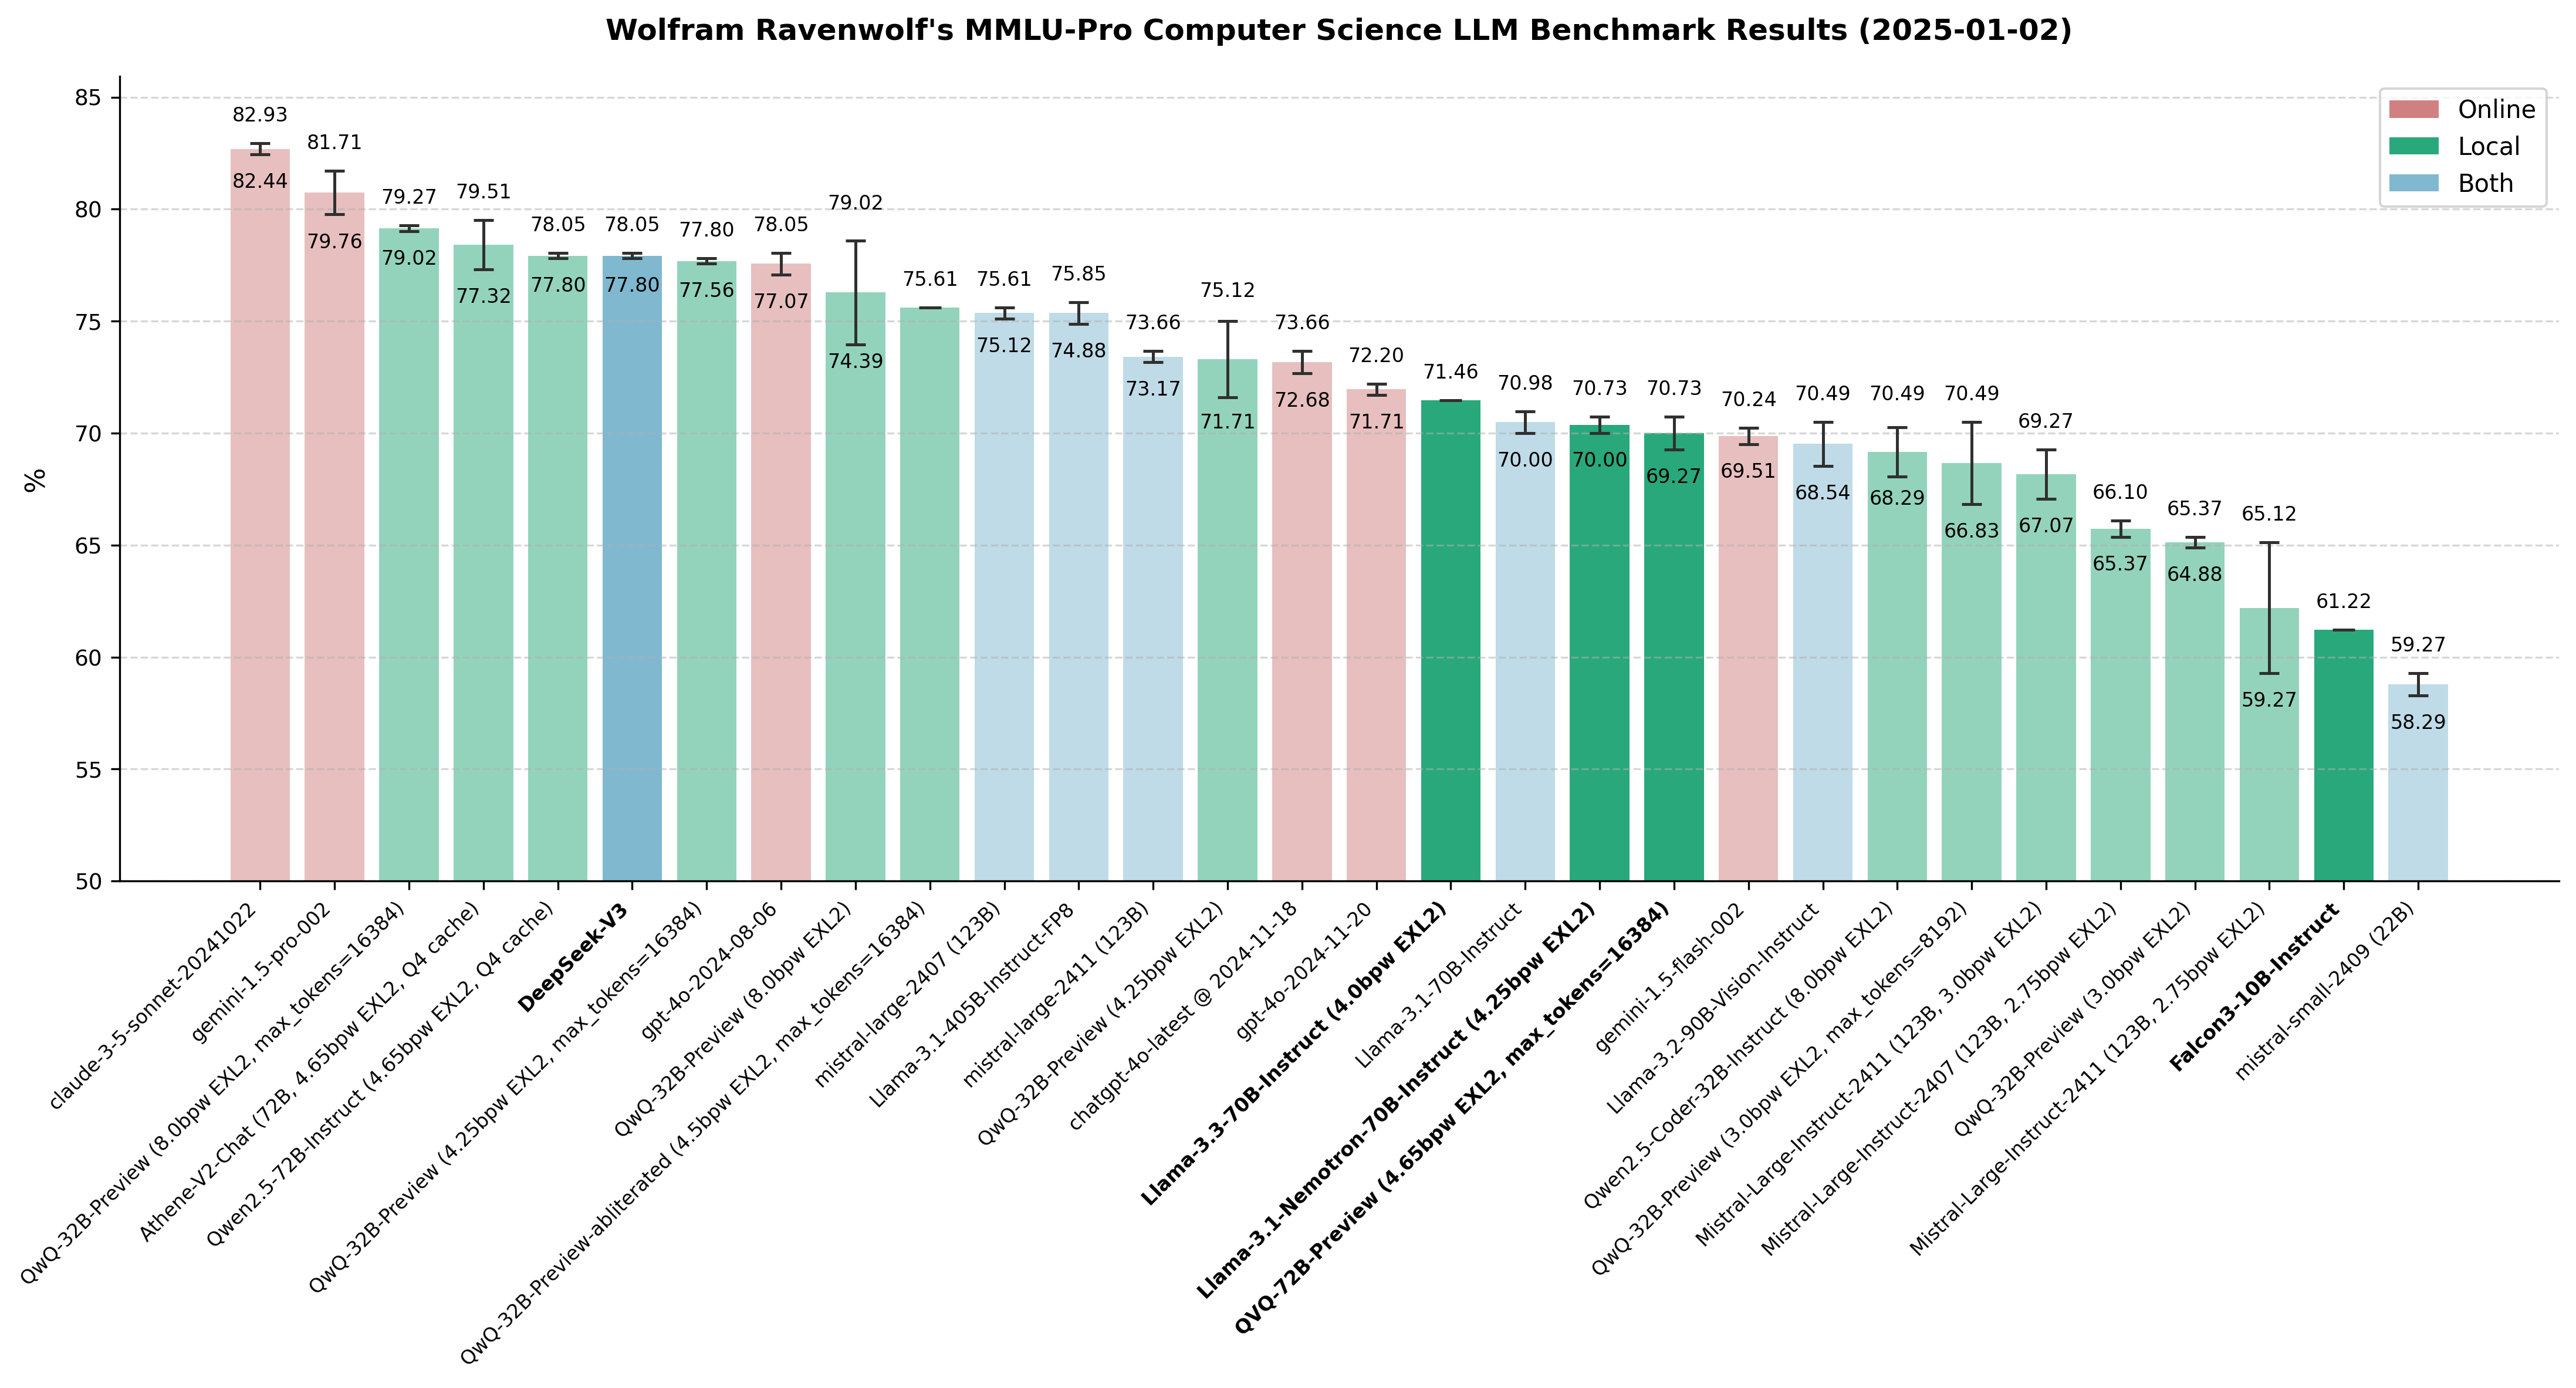 Wolfram Ravenwolf's MMLU-Pro Computer Science LLM Benchmark Results (2025-01-02)
Online
Local
Both
%
85
80
75
70
65
60
55
50
82.93
82.44
81.71
79.76
79.27
79.02
79.51
77.32
78.05
77.80
78.05
77.80
77.80
77.56
78.05
77.07
79.02
74.39
75.61
75.61
75.12
75.85
74.88
73.66
73.17
75.12
71.71
73.66
72.68
72.20
71.71
71.46
70.98
70.00
70.73
70.00
70.73
69.27
70.24
69.51
70.49
68.54
70.49
68.29
70.49
66.83
69.27
67.07
66.10
65.37
65.37
64.88
65.12
59.27
61.22
59.27
58.29
claude-3-5-sonnet-20241022
gemini-1.5-pro-002
QwQ-32B-Preview (8.0bpw EXL2, max_tokens=16384)
Athene-V2-Chat (72B, 4.65bpw EXL2, Q4 cache)
Qwen2.5-72B-Instruct (4.65bpw EXL2, Q4 cache)
DeepSeek-V3
QwQ-32B-Preview (4.25bpw EXL2, max_tokens=16384)
gpt-4o-2024-08-06
QwQ-32B-Preview (8.0bpw EXL2)
QwQ-32B-Preview-abliterated (4.5bpw EXL2, max_tokens=16384)
mistral-large-2407 (123B)
Llama-3.1-405B-Instruct-FP8
mistral-large-2411 (123B)
QwQ-32B-Preview (4.25bpw EXL2)
chatgpt-4o-latest @ 2024-11-18
gpt-4o-2024-11-20
Llama-3.3-70B-Instruct (4.0bpw EXL2)
Llama-3.1-70B-Instruct
Llama-3.1-Nemotron-70B-Instruct (4.25bpw EXL2)
QVQ-72B-Preview (4.65bpw EXL2, max_tokens=16384)
gemini-1.5-flash-002
Llama-3.2-90B-Vision-Instruct
Qwen2.5-Coder-32B-Instruct (8.0bpw EXL2)
QwQ-32B-Preview (3.0bpw EXL2, max_tokens=8192)
Mistral-Large-Instruct-2411 (123B, 3.0bpw EXL2)
Mistral-Large-Instruct-2407 (123B, 2.75bpw EXL2)
QwQ-32B-Preview (3.0bpw EXL2)
Mistral-Large-Instruct-2411 (123B, 2.75bpw EXL2)
Falcon3-10B-Instruct
mistral-small-2409 (22B)